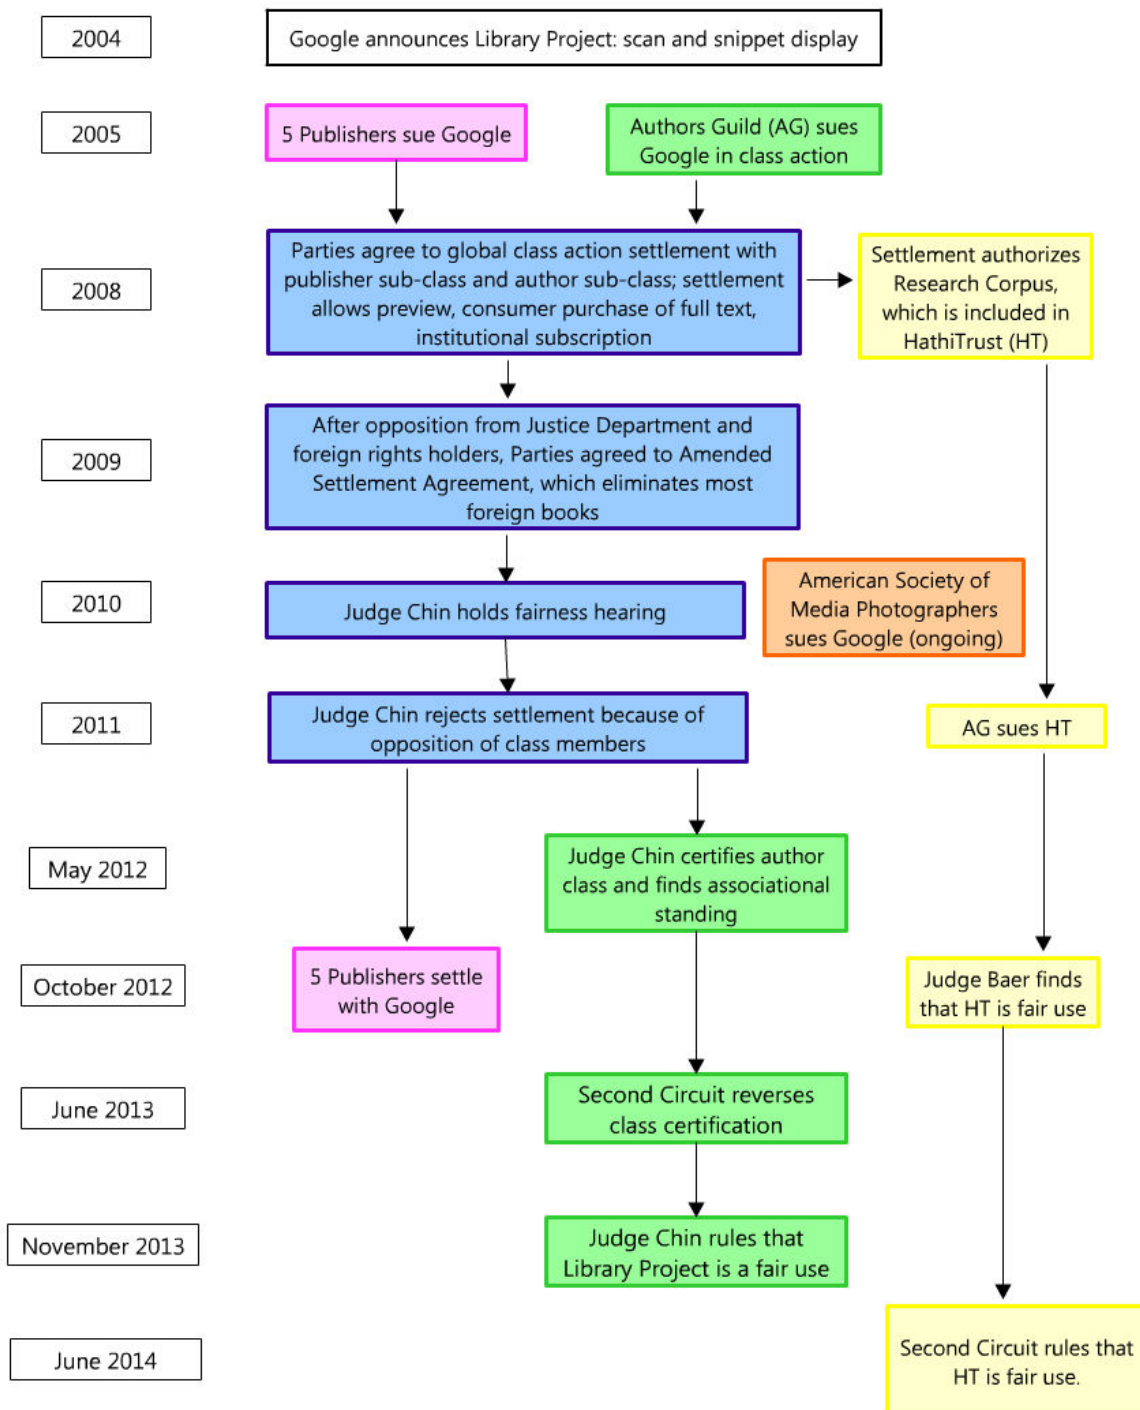 2004
Google announces Library Project: scan and snippet display
2005
5 Publishers sue Google
Authors Guild (AG) sues
Google in class action
2008
Parties agree to global class action settlement with
publisher sub-class and author sub-class; settlement
allows preview, consumer purchase of full text,
institutional subscription
Settlement authorizes
Research Corpus,
which is included in
HathiTrust (HT)
2009
After opposition from Justice Department and
foreign rights holders, Parties agreed to Amended
Settlement Agreement, which eliminates most
foreign books
2010
Judge Chin holds fairness hearing
American Society of
Media Photographers
sues Google (ongoing)
2011
Judge Chin rejects settlement because of
opposition of class members
AG sues HT
May 2012
Judge Chin certifies author
class and finds associational
standing
October 2012
5 Publishers settle
with Google
Judge Baer finds
that HT is fair use
June 2013
Second Circuit reverses
class certification
November 2013
Judge Chin rules that
Library Project is a fair use
June 2014
Second Circuit rules that
HT is fair use.